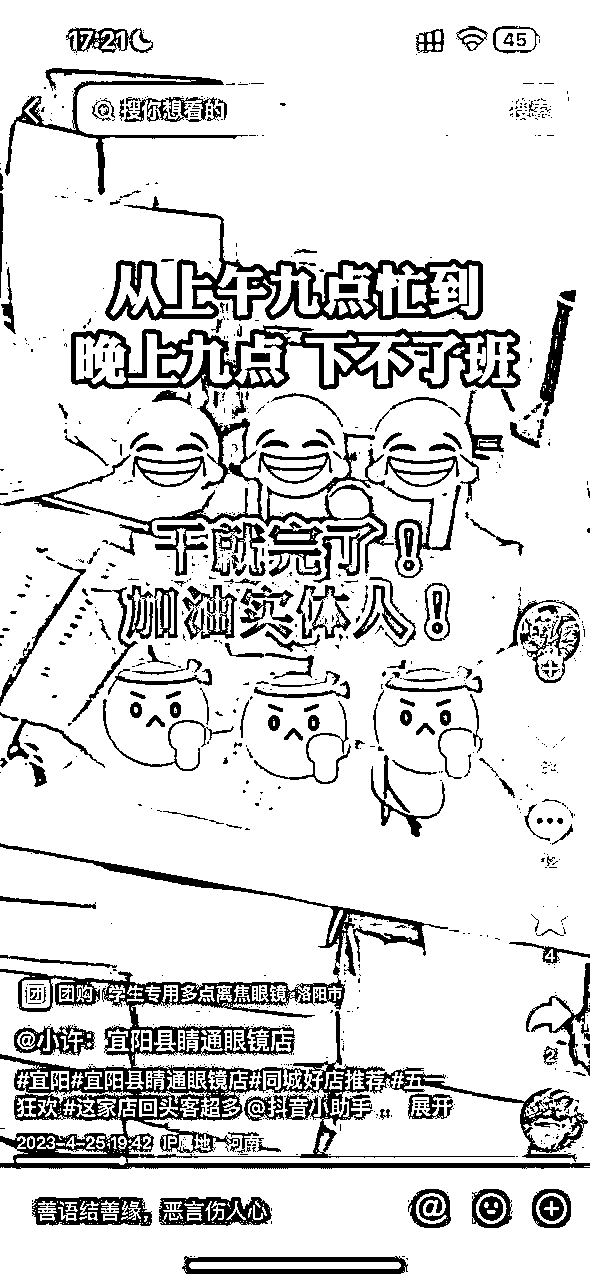 17:21
45
搜你想看的
搜索
从上午九点忙到
晚上九点 下不了班
干就完了！
加油实体人！
4
2
团 团购 学生专用多点离焦眼镜·洛阳市
@小许：宜阳县睛通眼镜店
#宜阳#宜阳县睛通眼镜店#同城好店推荐 #五一
狂欢 #这家店回头客超多 @抖音小助手 .. 展开
2023-4-25 19:42 IP属地：河南
善语结善缘，恶言伤人心